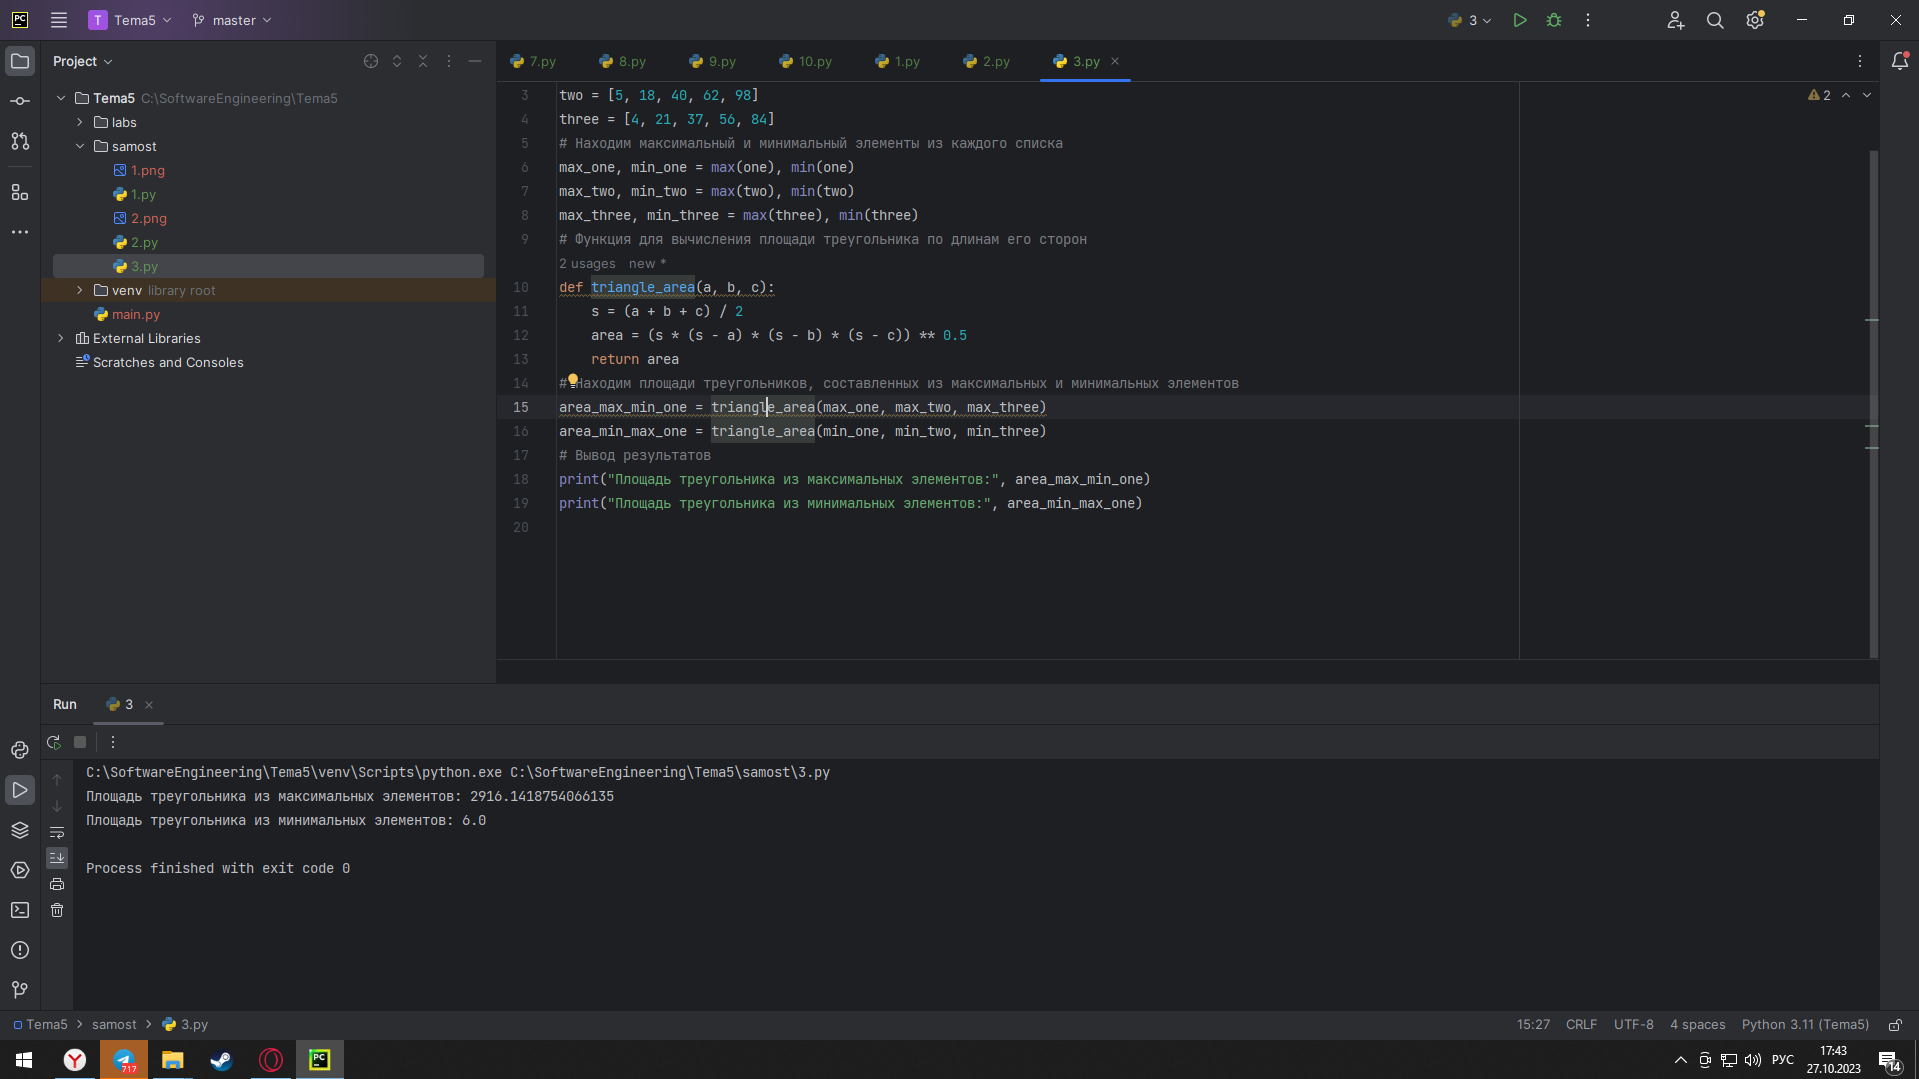 PC
T Tema5 master
3
Project
7.py 8.py 9.py 10.py 1.py 2.py 3.py
Tema5 C:\SoftwareEngineering\Tema5
labs
samost
1.png
1.py
2.png
2.py
3.py
venv library root
main.py
External Libraries
Scratches and Consoles
2
3 two = [5, 18, 40, 62, 98]
4 three = [4, 21, 37, 56, 84]
5 # Находим максимальный и минимальный элементы из каждого списка
6 max_one, min_one = max(one), min(one)
7 max_two, min_two = max(two), min(two)
8 max_three, min_three = max(three), min(three)
9 # Функция для вычисления площади треугольника по длинам его сторон
2 usages new *
10 def triangle_area(a, b, c):
11 s = (a + b + c) / 2
12 area = (s * (s - a) * (s - b) * (s - c)) ** 0.5
13 return area
14 # Находим площади треугольников, составленных из максимальных и минимальных элементов
15 area_max_min_one = triangle_area(max_one, max_two, max_three)
16 area_min_max_one = triangle_area(min_one, min_two, min_three)
17 # Вывод результатов
18 print("Площадь треугольника из максимальных элементов:", area_max_min_one)
19 print("Площадь треугольника из минимальных элементов:", area_min_max_one)
20
Run 3
C:\SoftwareEngineering\Tema5\venv\Scripts\python.exe C:\SoftwareEngineering\Tema5\samost\3.py
Площадь треугольника из максимальных элементов: 2916.1418754066135
Площадь треугольника из минимальных элементов: 6.0
Process finished with exit code 0
Tema5 samost 3.py
15:27 CRLF UTF-8 4 spaces Python 3.11 (Tema5)
Y
717
PC
РУС
17:43
27.10.2023
14